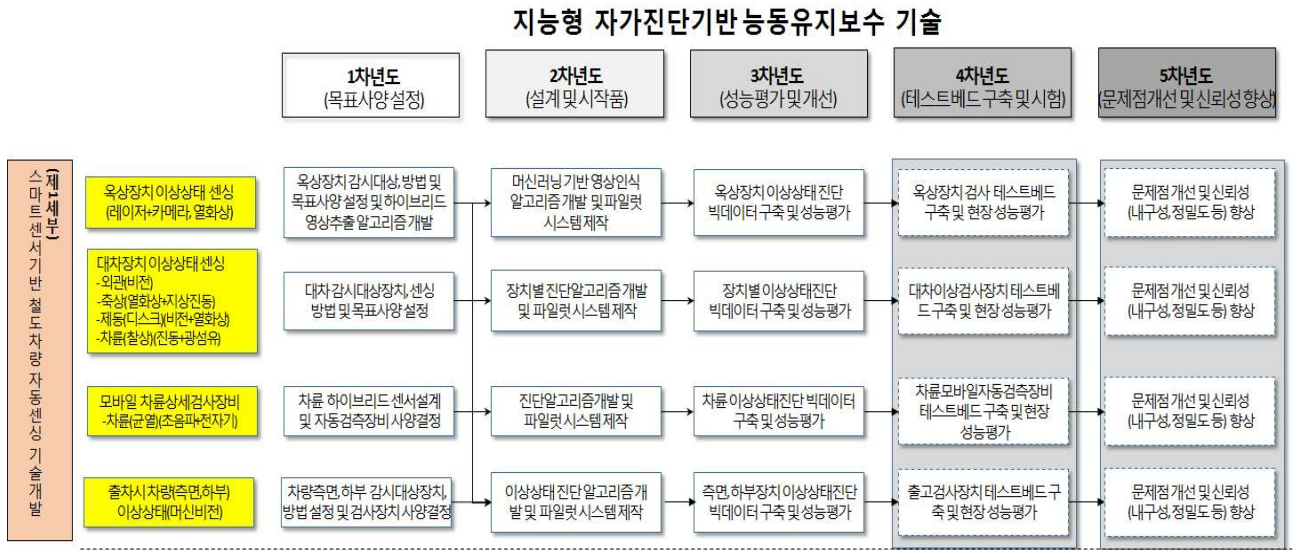 지능형 자가진단기반 능동유지보수 기술
1차년도
(목표사양 설정)
2차년도
(설계 및 시작품)
3차년도
(성능평가 및 개선)
4차년도
(테스트베드 구축 및 시험)
5차년도
(문제점개선 및 신뢰성 향상)
(제1세부)
스마트센서기반 철도차량 자동센싱 기술개발
옥상장치 이상상태 센싱
(레이저+카메라, 열화상)
옥상장치 감시대상, 방법 및
목표사양 설정 및 하이브리드
영상추출 알고리즘 개발
머신러닝 기반 영상인식
알고리즘 개발 및 파일럿
시스템 제작
옥상장치 이상상태 진단
빅데이터 구축 및 성능평가
옥상장치 검사 테스트베드
구축 및 현장 성능평가
문제점 개선 및 신뢰성
(내구성, 정밀도 등) 향상
대차장치 이상상태 센싱
-외관(비전)
-축상(열화상+지상진동)
-제동(디스크)(비전+열화상)
-차륜(찰상)(진동+광섬유)
대차 감시대상장치, 센싱
방법 및 목표사양 설정
장치별 진단알고리즘 개발
및 파일럿 시스템 제작
장치별 이상상태진단
빅데이터 구축 및 성능평가
대차이상검사장치 테스트베
드 구축 및 현장 성능평가
문제점 개선 및 신뢰성
(내구성, 정밀도 등) 향상
모바일 차륜상세검사장비
-차륜(균열)(초음파+전자기)
차륜 하이브리드 센서설계
및 자동검측장비 사양결정
진단알고리즘개발 및
파일럿 시스템 제작
차륜 이상상태진단 빅데이터
구축 및 성능평가
차륜모바일자동검측장비
테스트베드 구축 및 현장
성능평가
문제점 개선 및 신뢰성
(내구성, 정밀도 등) 향상
출차시 차량(측면,하부)
이상상태(머신비전)
차량측면, 하부 감시대상장치,
방법 설정 및 검사장치 사양결정
이상상태 진단 알고리즘 개
발 및 파일럿 시스템 제작
측면, 하부장치 이상상태진단
빅데이터 구축 및 성능평가
출고검사장치 테스트베드 구
축 및 현장 성능평가
문제점 개선 및 신뢰성
(내구성, 정밀도 등) 향상